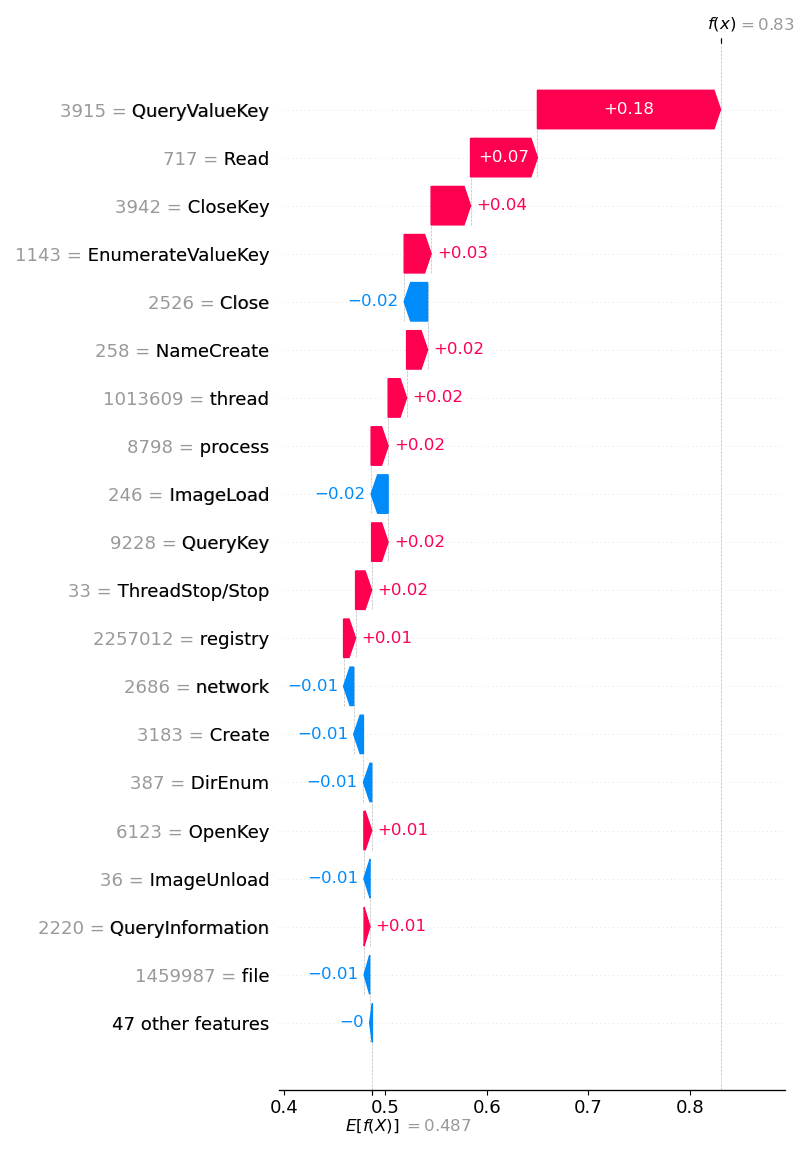 f(x) = 0.83
3915 = QueryValueKey +0.18
717 = Read +0.07
3942 = CloseKey +0.04
1143 = EnumerateValueKey +0.03
2526 = Close −0.02
258 = NameCreate +0.02
1013609 = thread +0.02
8798 = process +0.02
246 = ImageLoad −0.02
9228 = QueryKey +0.02
33 = ThreadStop/Stop +0.02
2257012 = registry +0.01
2686 = network −0.01
3183 = Create −0.01
387 = DirEnum −0.01
6123 = OpenKey +0.01
36 = ImageUnload −0.01
2220 = QueryInformation +0.01
1459987 = file −0.01
47 other features −0
0.4 0.5 0.6 0.7 0.8
E[f(X)] = 0.487